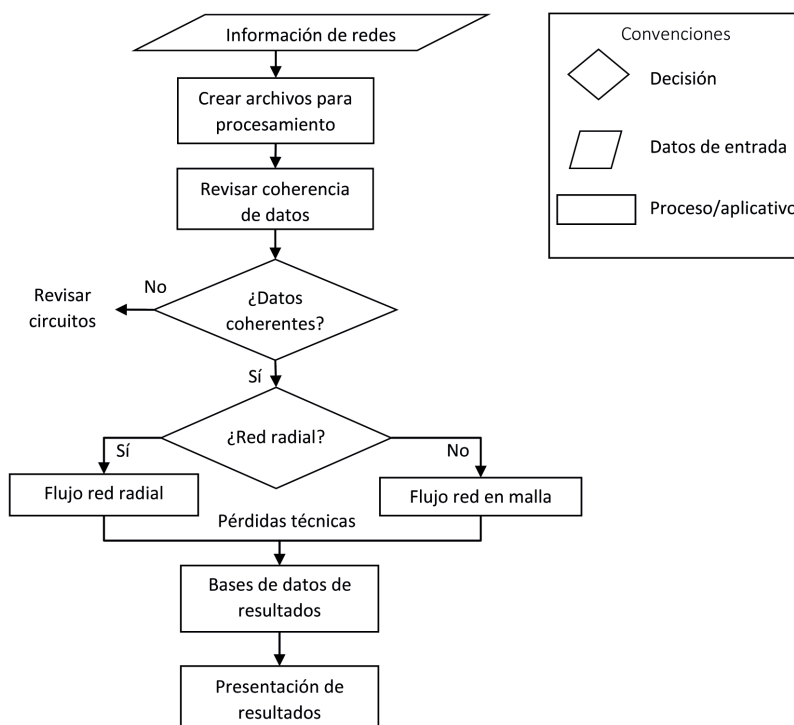 Información de redes
Crear archivos para
procesamiento
Revisar coherencia
de datos
¿Datos
coherentes?
No
Revisar
circuitos
Sí
¿Red radial?
Sí
No
Flujo red radial
Flujo red en malla
Pérdidas técnicas
Bases de datos de
resultados
Presentación de
resultados
Convenciones
Decisión
Datos de entrada
Proceso/aplicativo